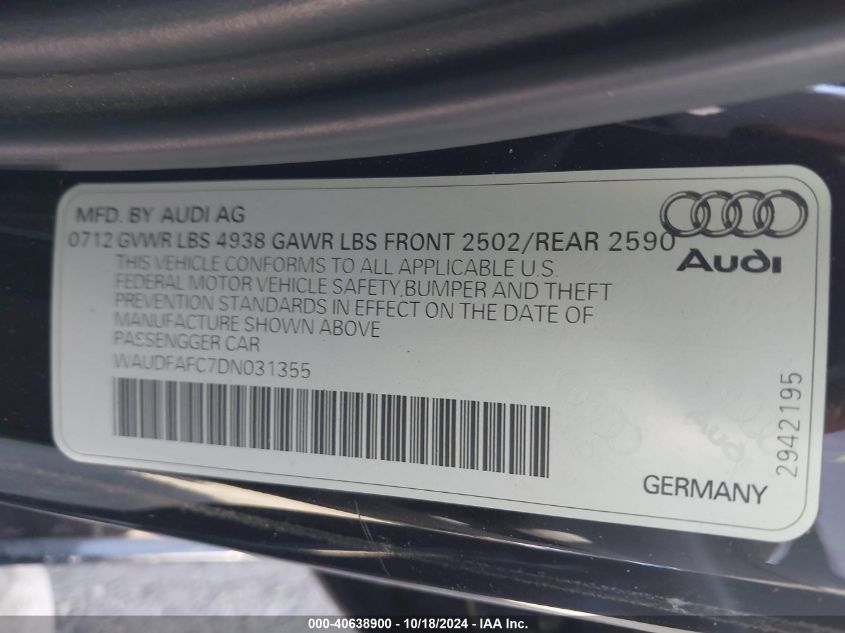 MFD. BY AUDI AG
0712 GVWR LBS 4938 GAWR LBS FRONT 2502/REAR 2590
THIS VEHICLE CONFORMS TO ALL APPLICABLE U.S.
FEDERAL MOTOR VEHICLE SAFETY,BUMPER AND THEFT
PREVENTION STANDARDS IN EFFECT ON THE DATE OF
MANUFACTURE SHOWN ABOVE
PASSENGGER CAR
WAUDFAFC7DN031355
Audi
Audi
2942195
GERMANY
000-40638900 - 10/18/2024 - IAA Inc.